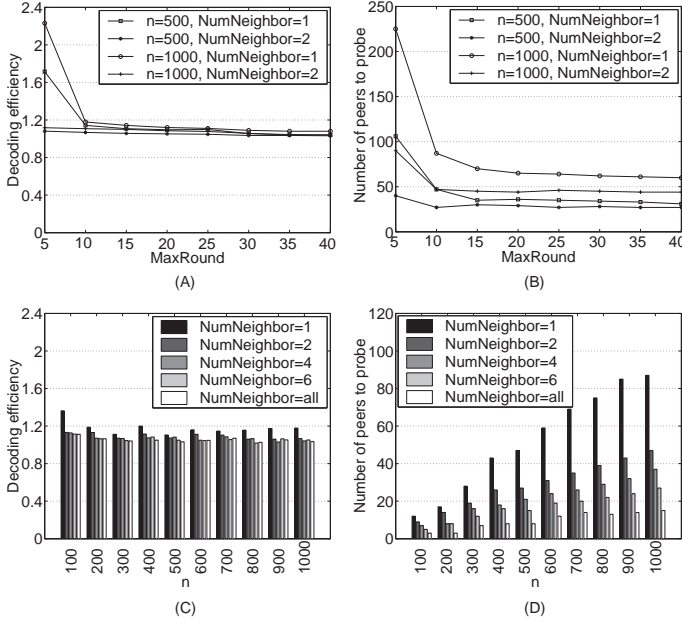 2.4
2
1.6
1.2
0.8
0.4
0
Decoding efficiency
n=500, NumNeighbor=1
n=500, NumNeighbor=2
n=1000, NumNeighbor=1
n=1000, NumNeighbor=2
5 10 15 20 25 30 35 40
MaxRound
(A)
250
200
150
100
50
0
Number of peers to probe
n=500, NumNeighbor=1
n=500, NumNeighbor=2
n=1000, NumNeighbor=1
n=1000, NumNeighbor=2
5 10 15 20 25 30 35 40
MaxRound
(B)
2.4
2
1.6
1.2
0.8
0.4
0
Decoding efficiency
NumNeighbor=1
NumNeighbor=2
NumNeighbor=4
NumNeighbor=6
NumNeighbor=all
100 200 300 400 500 600 700 800 900 1000
n
(C)
120
100
80
60
40
20
0
Number of peers to probe
NumNeighbor=1
NumNeighbor=2
NumNeighbor=4
NumNeighbor=6
NumNeighbor=all
100 200 300 400 500 600 700 800 900 1000
n
(D)